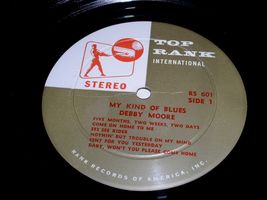 TOP
RANK
INTERNATIONAL
STEREO
RS 601
SIDE 1
MY KIND OF BLUES
DEBBY MOORE
FIVE MONTHS, TWO WEEKS, TWO DAYS
COME ON HOME TO ME
SEE SEE RIDER
NOTHIN' BUT TROUBLE ON MY MIND
SENT FOR YOU YESTERDAY
BABY, WON'T YOU PLEASE COME HOME
RANK RECORDS OF AMERICA, INC.